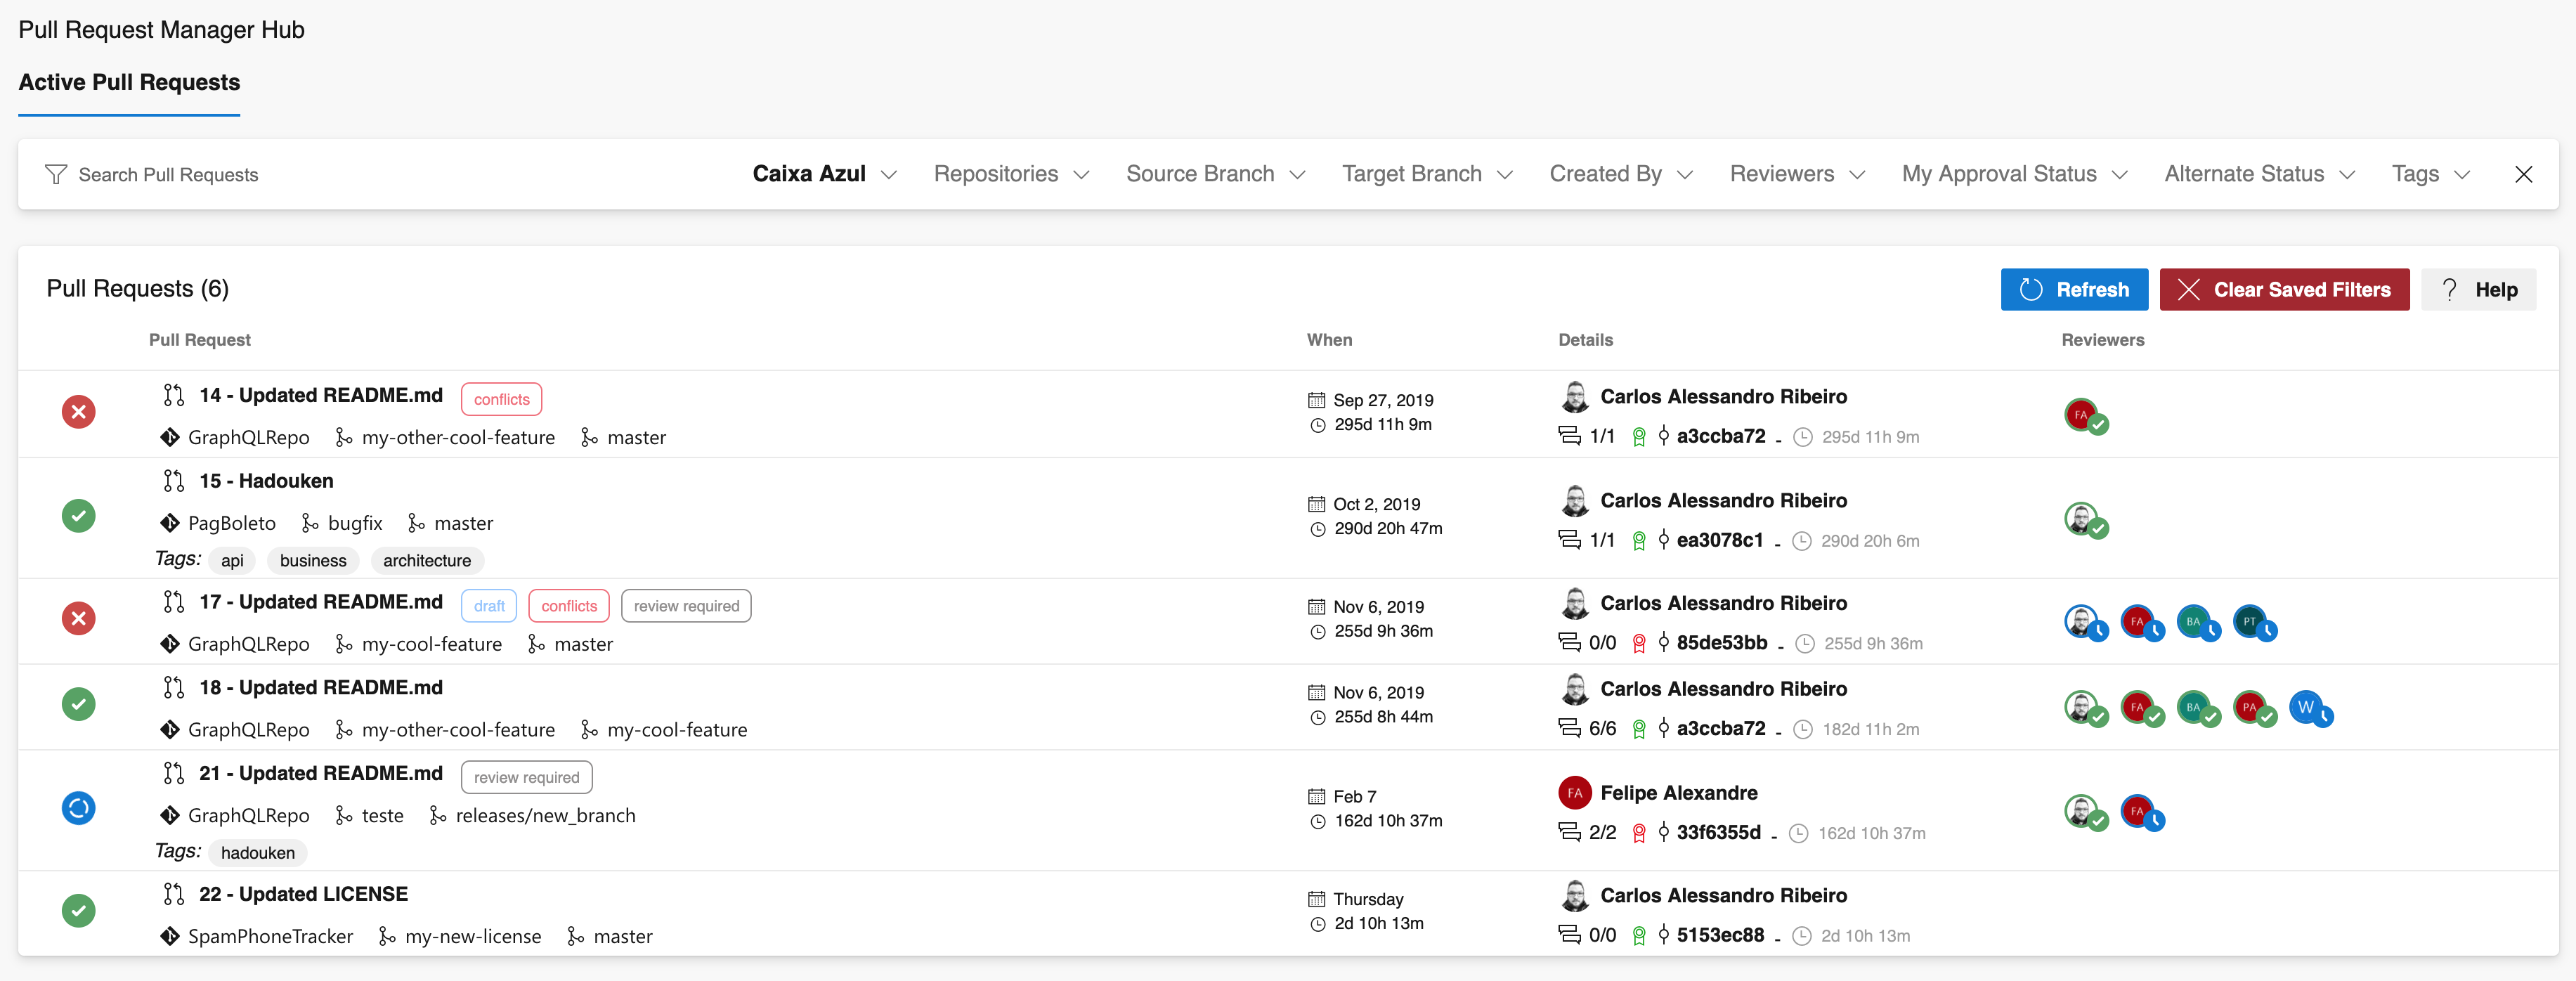 Pull Request Manager Hub
Active Pull Requests
Search Pull Requests Caixa Azul Repositories Source Branch Target Branch Created By Reviewers My Approval Status Alternate Status Tags
Pull Requests (6) Refresh Clear Saved Filters ? Help
Pull Request When Details Reviewers
14 - Updated README.md conflicts
GraphQLRepo my-other-cool-feature master
Sep 27, 2019
295d 11h 9m
Carlos Alessandro Ribeiro
1/1 a3ccba72 - 295d 11h 9m
FA
15 - Hadouken
PagBoleto bugfix master
Tags: api business architecture
Oct 2, 2019
290d 20h 47m
Carlos Alessandro Ribeiro
1/1 ea3078c1 - 290d 20h 6m
17 - Updated README.md draft conflicts review required
GraphQLRepo my-cool-feature master
Nov 6, 2019
255d 9h 36m
Carlos Alessandro Ribeiro
0/0 85de53bb - 255d 9h 36m
FA BA PT
18 - Updated README.md
GraphQLRepo my-other-cool-feature my-cool-feature
Nov 6, 2019
255d 8h 44m
Carlos Alessandro Ribeiro
6/6 a3ccba72 - 182d 11h 2m
FA BA PA W
21 - Updated README.md review required
GraphQLRepo teste releases/new_branch
Tags: hadouken
Feb 7
162d 10h 37m
FA Felipe Alexandre
2/2 33f6355d - 162d 10h 37m
FA
22 - Updated LICENSE
SpamPhoneTracker my-new-license master
Thursday
2d 10h 13m
Carlos Alessandro Ribeiro
0/0 5153ec88 - 2d 10h 13m